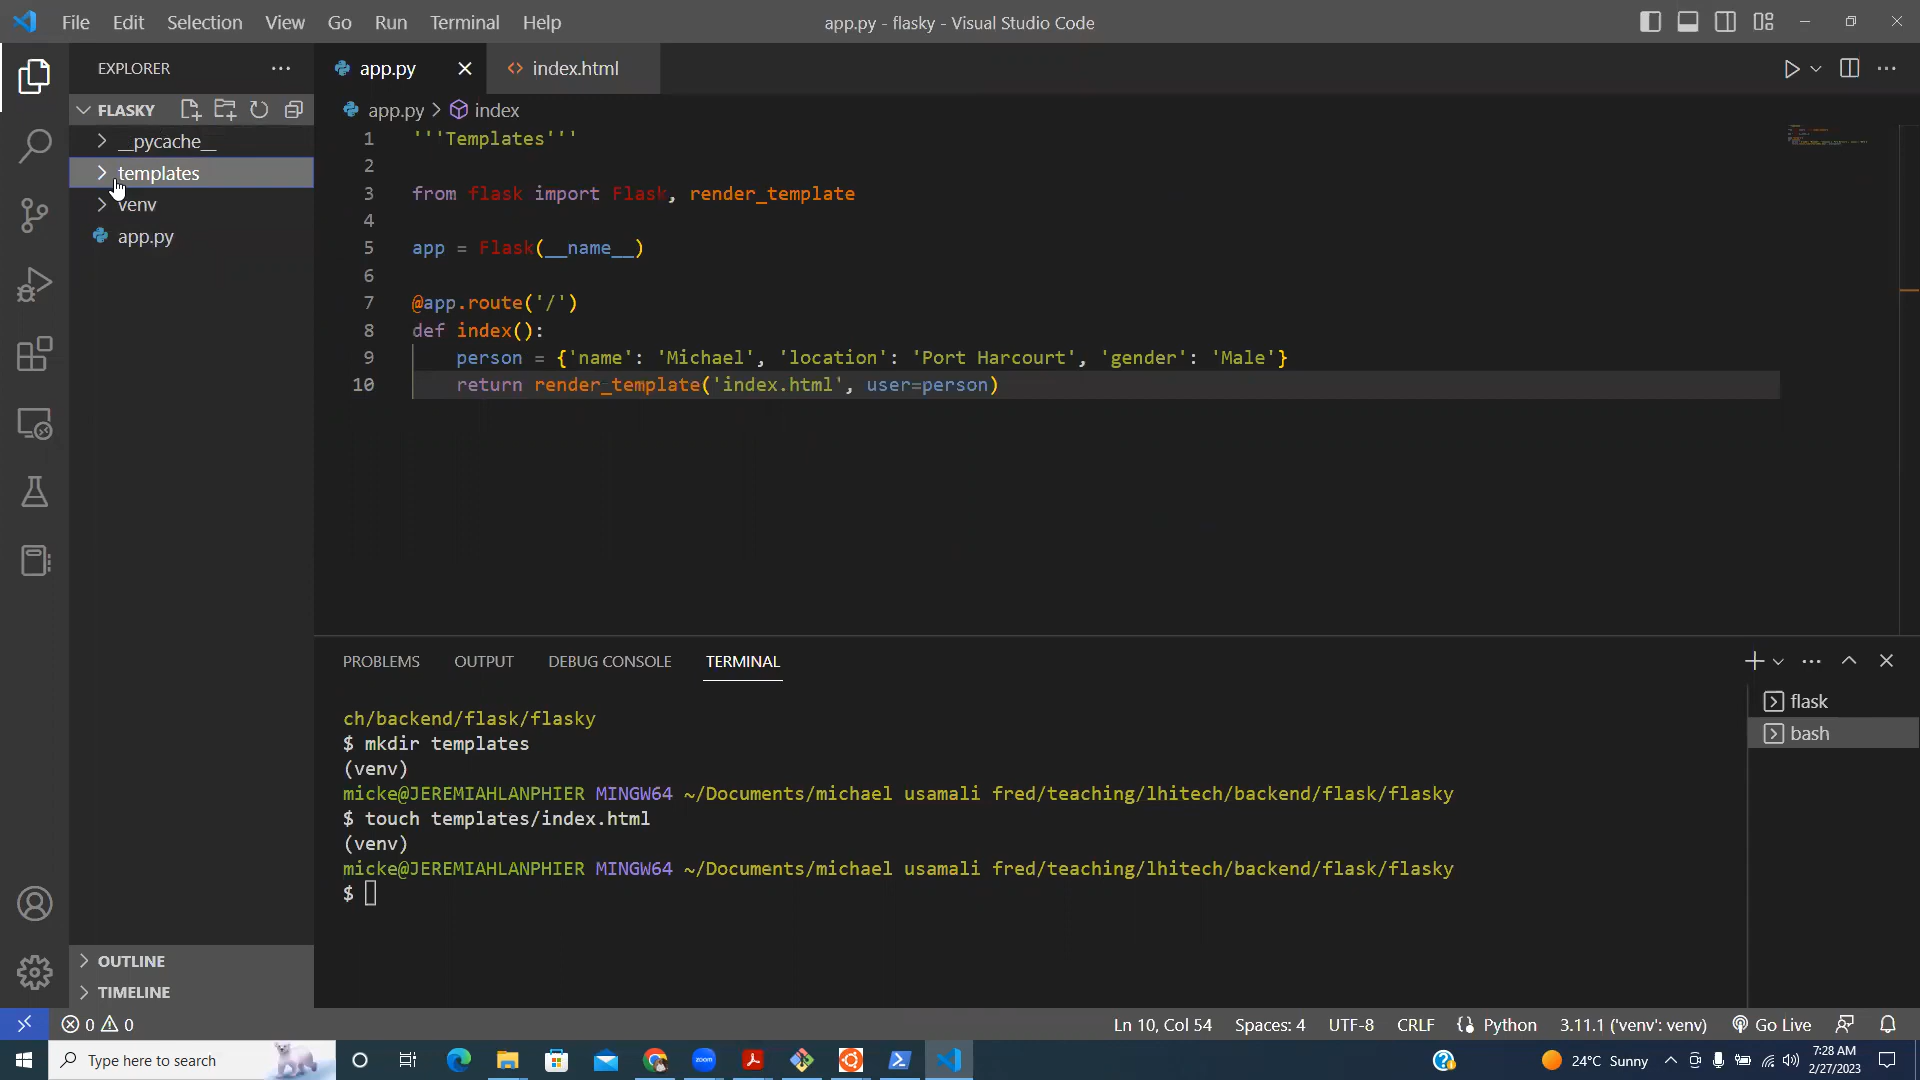 File Edit Selection View Go Run Terminal Help
app.py - flasky - Visual Studio Code
EXPLORER
app.py
index.html
FLASKY
app.py > index
__pycache__
templates
venv
app.py
1 '''Templates'''
2
3 from flask import Flask, render_template
4
5 app = Flask(__name__)
6
7 @app.route('/')
8 def index():
9 person = {'name': 'Michael', 'location': 'Port Harcourt', 'gender': 'Male'}
10 return render_template('index.html', user=person)
PROBLEMS OUTPUT DEBUG CONSOLE TERMINAL
ch/backend/flask/flasky
$ mkdir templates
(venv)
micke@JEREMIAHLANPHIER MINGW64 ~/Documents/michael usamali fred/teaching/lhitech/backend/flask/flasky
$ touch templates/index.html
(venv)
micke@JEREMIAHLANPHIER MINGW64 ~/Documents/michael usamali fred/teaching/lhitech/backend/flask/flasky
$
flask
bash
OUTLINE
TIMELINE
0 0
Ln 10, Col 54 Spaces: 4 UTF-8 CRLF Python 3.11.1 ('venv': venv) Go Live
Type here to search
zoom
24°C Sunny
7:28 AM
2/27/2023